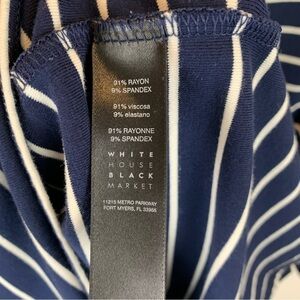 91% RAYON
9% SPANDEX
91% viscosa
9% elastano
91% RAYONNE
9% SPANDEX
WHITE
HOUSE
BLACK
MARKET
11215 METRO PARKWAY
FORT MYERS, FL 33966